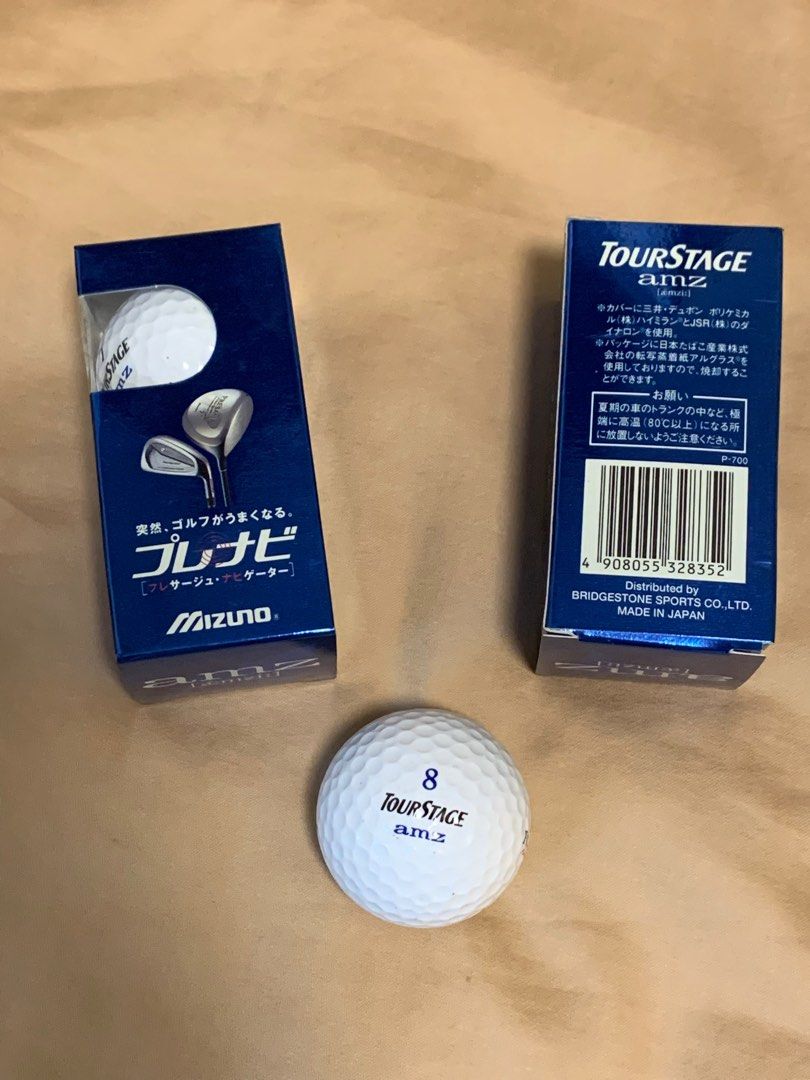 1
TOURSTAGE
amz
突然、ゴルフがうまくなる。
プレナビ
[プレサージュ・ナビゲーター]
MIZUNO
amz
TOURSTAGE
amz
[æmzi:]
※カバーに三井・デュポン ポリケミカ
ル(株)ハイミラン®とJSR(株)のダ
イナロン®を使用。
※パッケージに日本たばこ産業株式
会社の転写蒸着紙アルグラス®を
使用しておりますので、焼却するこ
とができます。
お願い
夏期の車のトランクの中など、極
端に高温(80℃以上)になる所
に放置しないようご注意ください。
P-700
4 908055 328352
Distributed by
BRIDGESTONE SPORTS CO.,LTD.
MADE IN JAPAN
amz
8
TOURSTAGE
amz